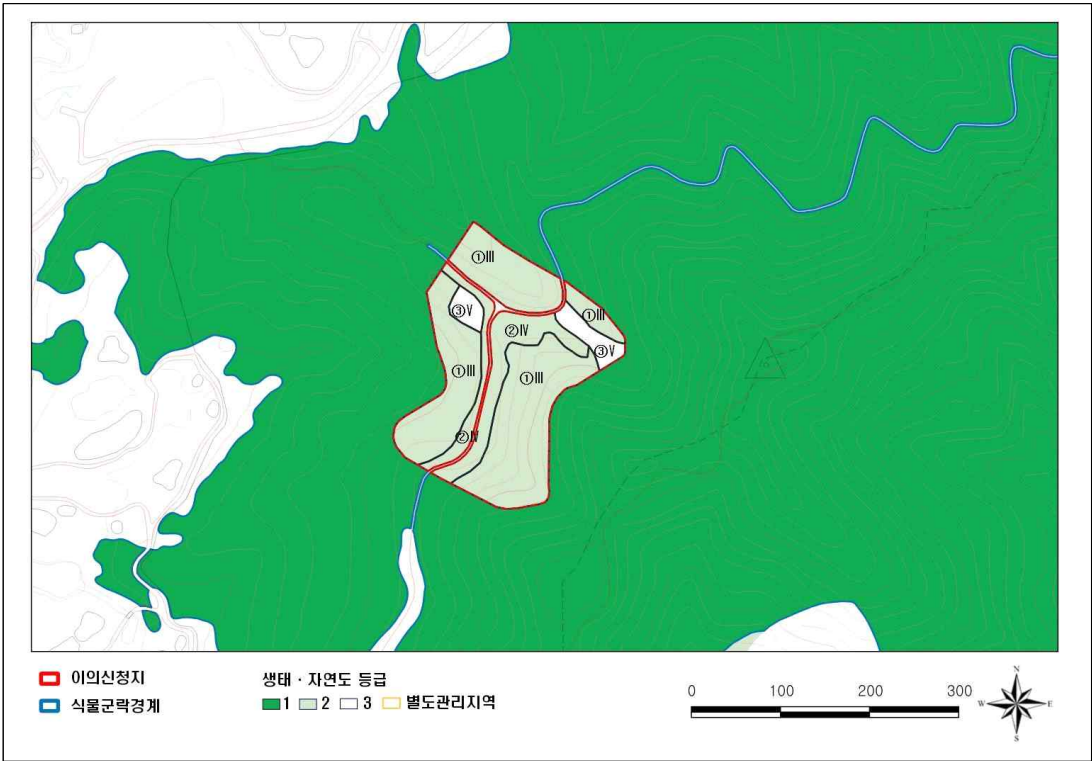 ①III
①III
③V
②IV
③V
①III
①III
②IV
이의신청지
식물군락경계
생태 · 자연도 등급
1 2 3 별도관리지역
0 100 200 300
N
W E
S